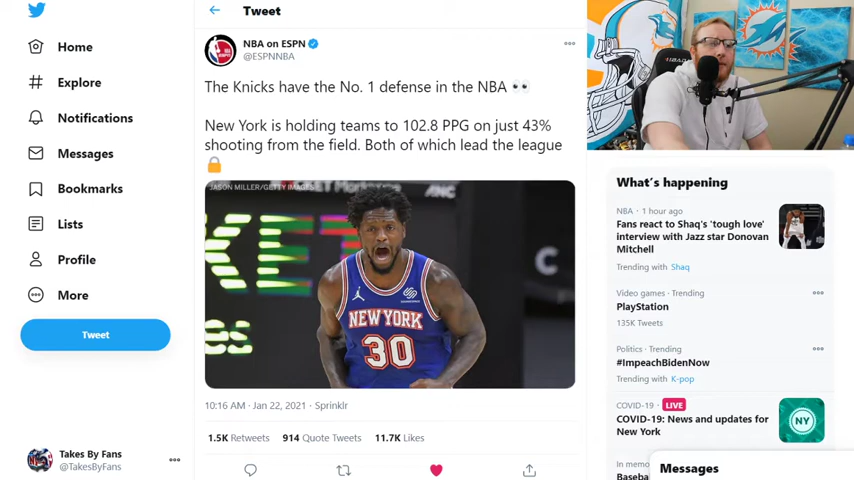 Tweet
Home
Explore
Notifications
Messages
Bookmarks
Lists
Profile
More
Tweet
Takes By Fans
@TakesByFans
NBA on ESPN
@ESPNNBA
The Knicks have the No. 1 defense in the NBA 👀
New York is holding teams to 102.8 PPG on just 43%
shooting from the field. Both of which lead the league
🔒
JASON MILLER/GETTY IMAGES
ANC
KET
C
NEW YORK
30
10:16 AM · Jan 22, 2021 · Sprinklr
1.5K Retweets 914 Quote Tweets 11.7K Likes
What's happening
NBA · 1 hour ago
Fans react to Shaq's 'tough love'
interview with Jazz star Donovan
Mitchell
Trending with Shaq
Video games · Trending
PlayStation
135K Tweets
Politics · Trending
#ImpeachBidenNow
Trending with K-pop
COVID-19 · LIVE
COVID-19: News and updates for
New York
NY
In memo
Baseba
Messages